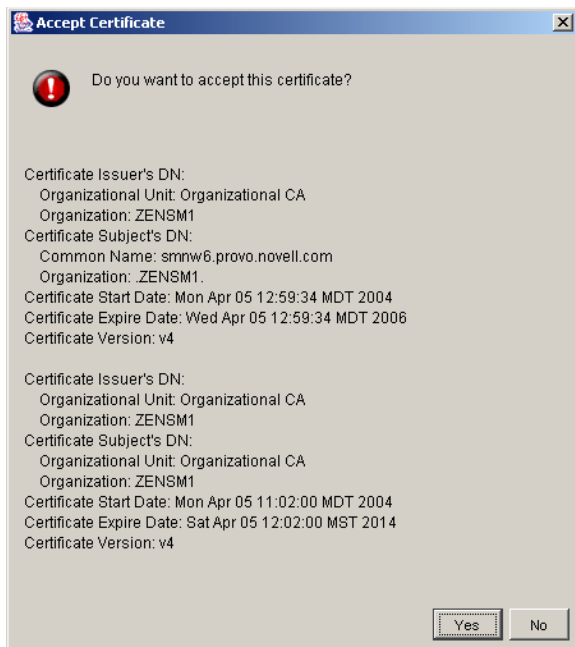 Accept Certificate
Do you want to accept this certificate?
Certificate Issuer's DN:
Organizational Unit: Organizational CA
Organization: ZENSM1
Certificate Subject's DN:
Common Name: smnw6.provo.novell.com
Organization: .ZENSM1.
Certificate Start Date: Mon Apr 05 12:59:34 MDT 2004
Certificate Expire Date: Wed Apr 05 12:59:34 MDT 2006
Certificate Version: v4
Certificate Issuer's DN:
Organizational Unit: Organizational CA
Organization: ZENSM1
Certificate Subject's DN:
Organizational Unit: Organizational CA
Organization: ZENSM1
Certificate Start Date: Mon Apr 05 11:02:00 MDT 2004
Certificate Expire Date: Sat Apr 05 12:02:00 MST 2014
Certificate Version: v4
Yes No